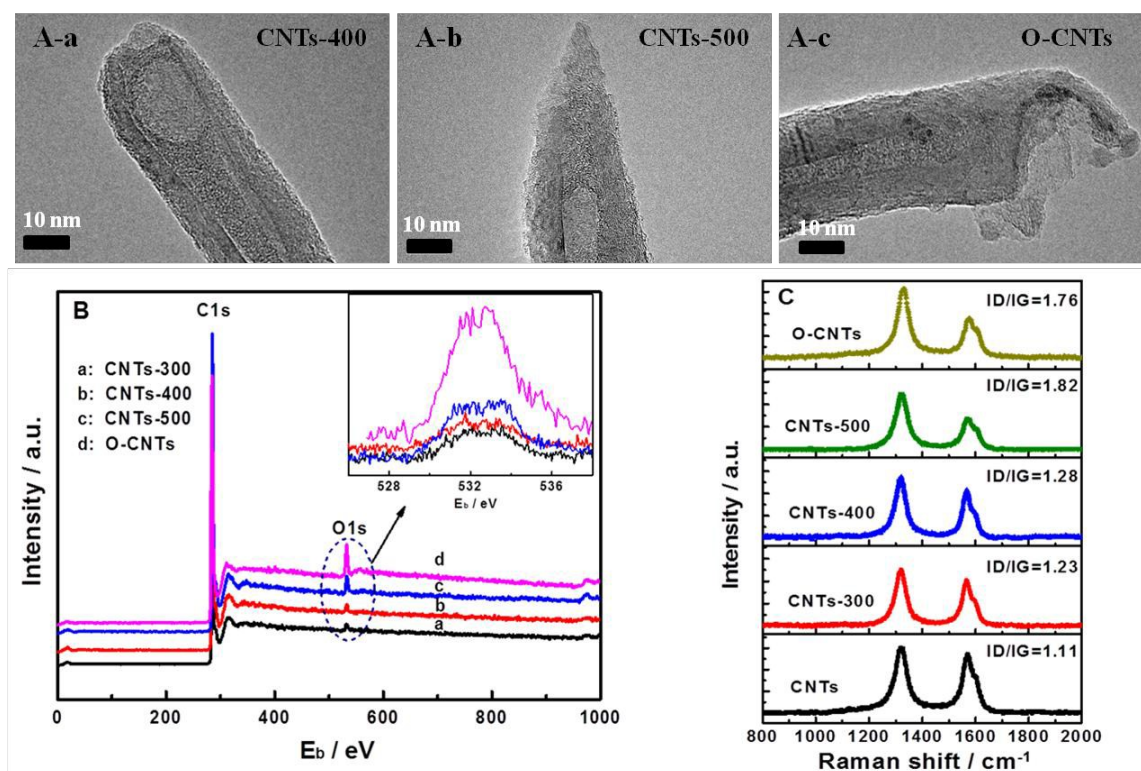 A-a
CNTs-400
10 nm
A-b
CNTs-500
10 nm
A-c
O-CNTs
10 nm
B
C1s
a: CNTs-300
b: CNTs-400
c: CNTs-500
d: O-CNTs
528 532 536
Eb / eV
O1s
d
c
b
a
Intensity / a.u.
0 200 400 600 800 1000
Eb / eV
C
ID/IG=1.76
O-CNTs
ID/IG=1.82
CNTs-500
ID/IG=1.28
CNTs-400
ID/IG=1.23
CNTs-300
ID/IG=1.11
CNTs
Intensity / a.u.
800 1000 1200 1400 1600 1800 2000
Raman shift / cm-1